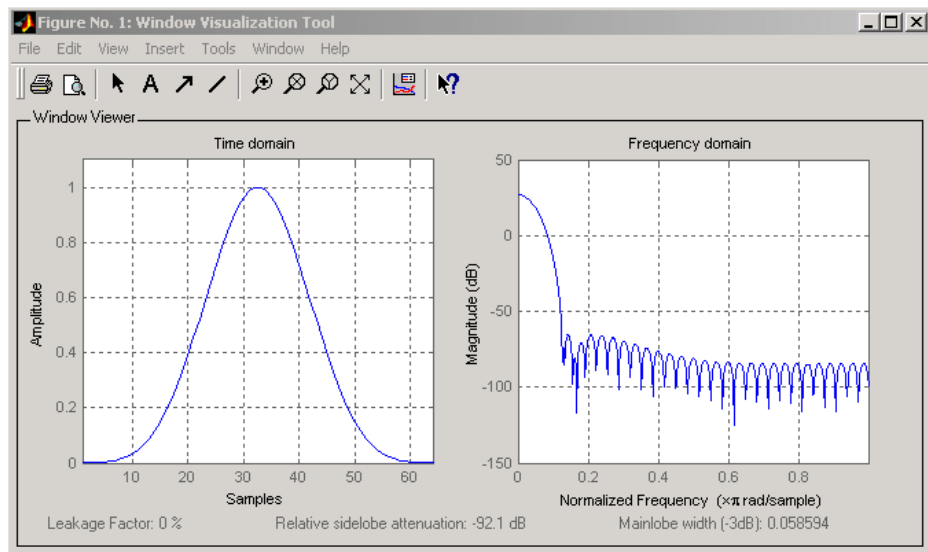 Figure No. 1: Window Visualization Tool
File Edit View Insert Tools Window Help
A
?
Window Viewer
Time domain
Frequency domain
1
0.8
0.6
0.4
0.2
0
Amplitude
10 20 30 40 50 60
Samples
50
0
-50
-100
-150
Magnitude (dB)
0 0.2 0.4 0.6 0.8
Normalized Frequency (×π rad/sample)
Leakage Factor: 0 % Relative sidelobe attenuation: -92.1 dB Mainlobe width (-3dB): 0.058594